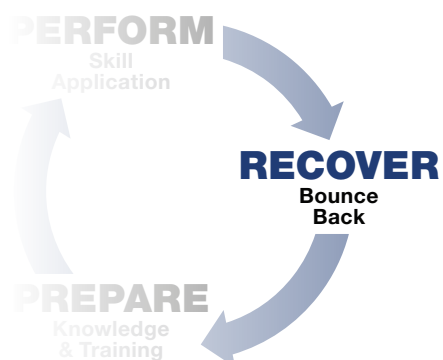 PERFORM
Skill
Application
RECOVER
Bounce
Back
PREPARE
Knowledge
& Training